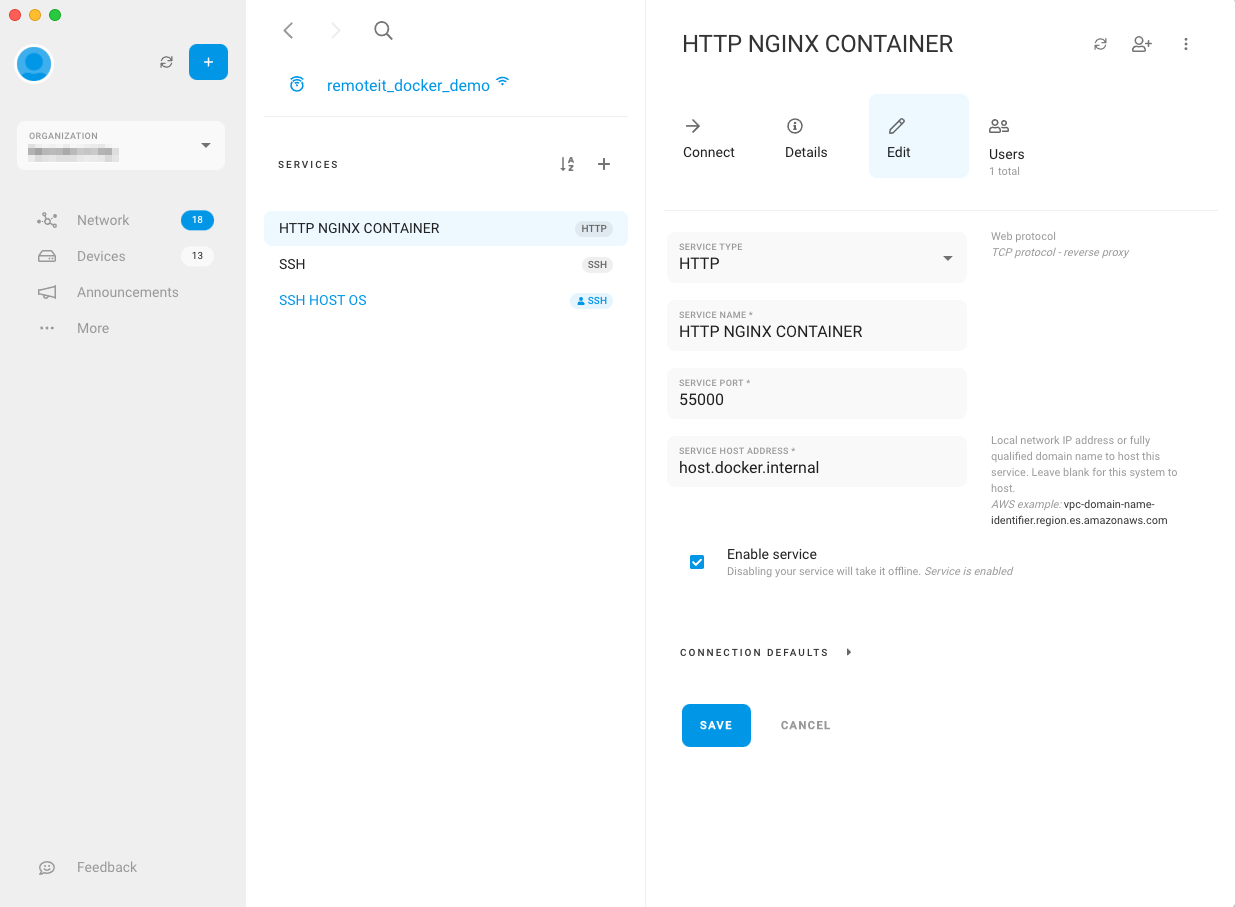 +
ORGANIZATION
Network 18
Devices 13
Announcements
More
Feedback
remoteit_docker_demo
SERVICES
HTTP NGINX CONTAINER HTTP
SSH SSH
SSH HOST OS SSH
HTTP NGINX CONTAINER
Connect
Details
Edit
Users
1 total
SERVICE TYPE
HTTP
Web protocol
TCP protocol - reverse proxy
SERVICE NAME *
HTTP NGINX CONTAINER
SERVICE PORT *
55000
SERVICE HOST ADDRESS *
host.docker.internal
Local network IP address or fully
qualified domain name to host this
service. Leave blank for this system to
host.
AWS example: vpc-domain-name-
identifier.region.es.amazonaws.com
Enable service
Disabling your service will take it offline. Service is enabled
CONNECTION DEFAULTS
SAVE CANCEL